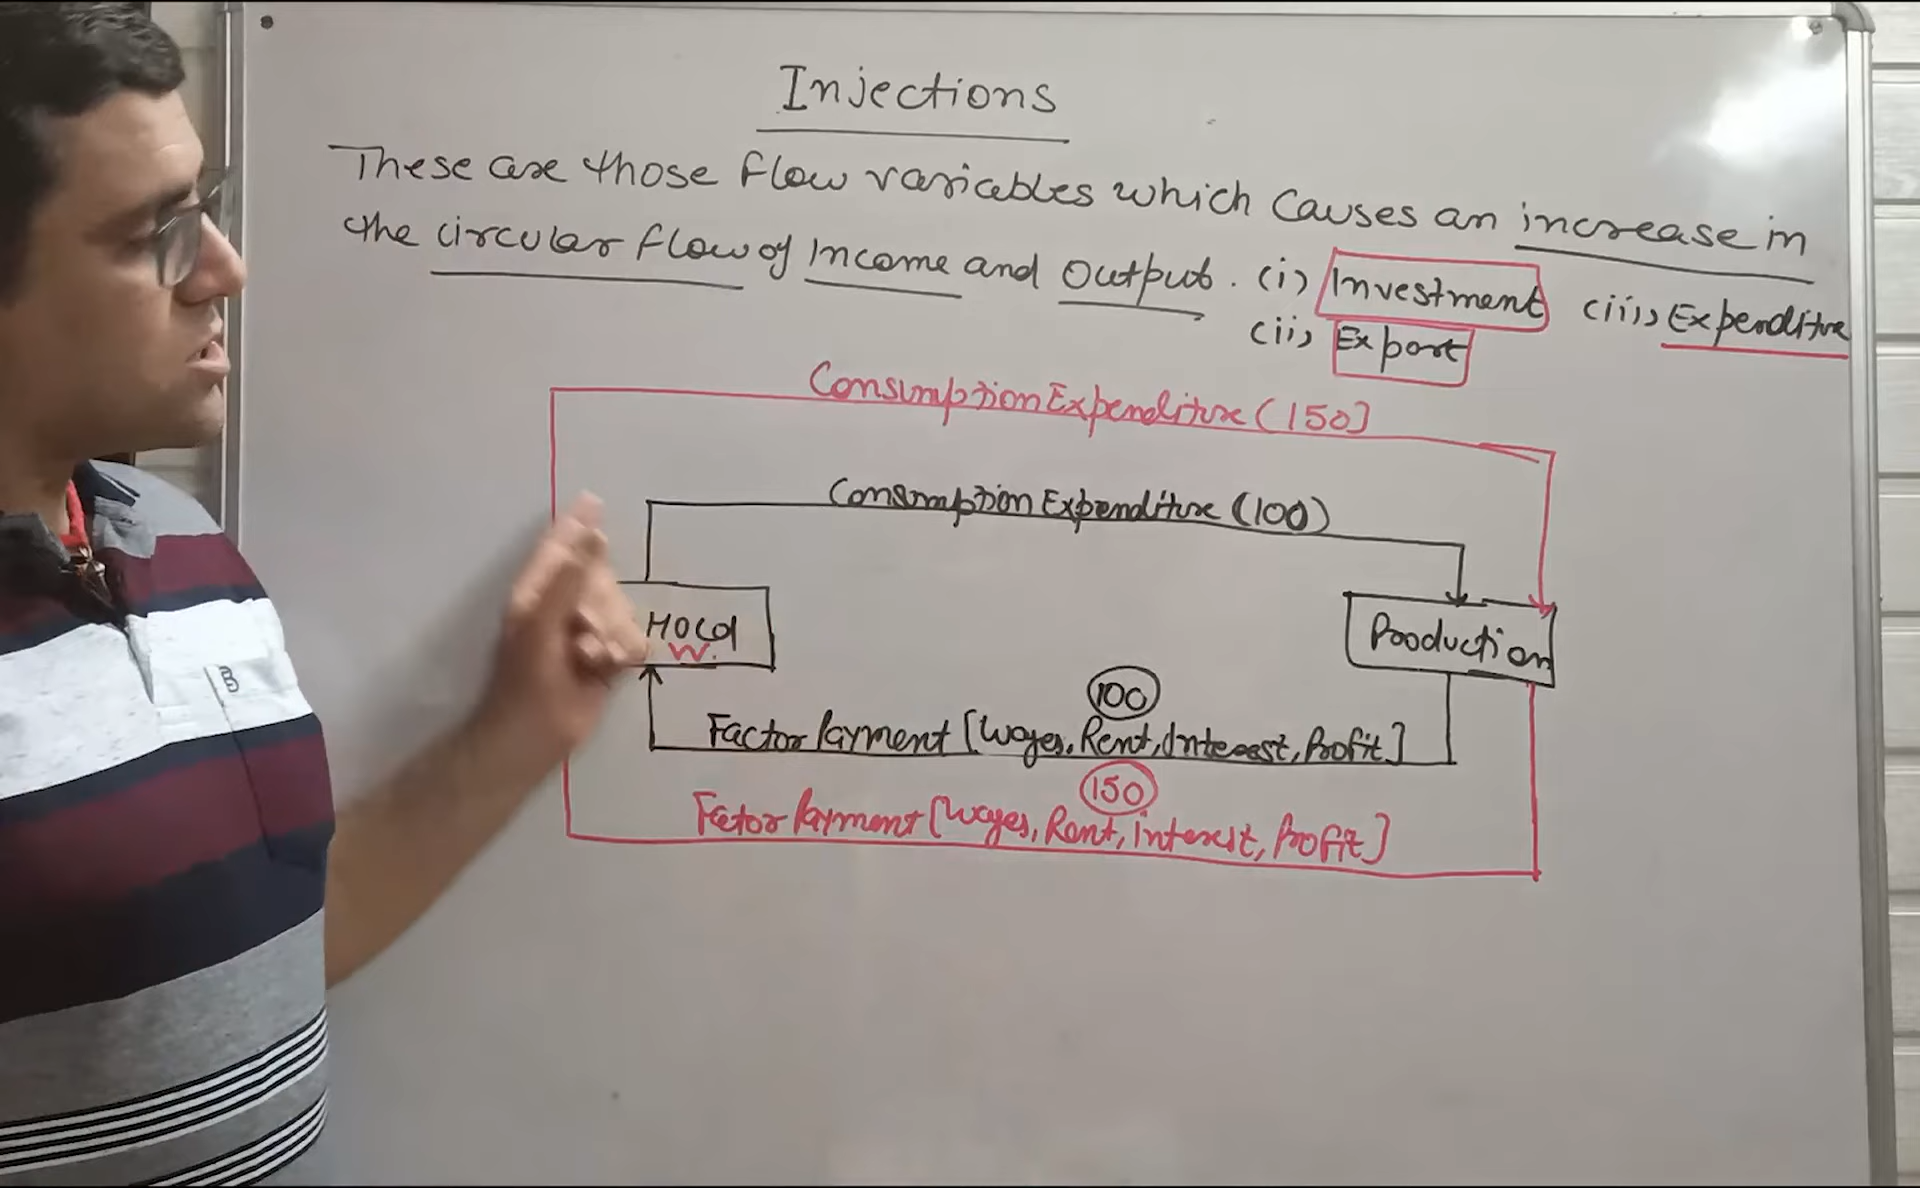 Injections
These are those flow variables which causes an increase in
the circular flow of Income and Output. (i) Investment (iii) Expenditure
(ii) Export
Consumption Expenditure (150]
Consumption Expenditure (100)
HOLd
W.
Production
100
Factor Payment [Wages, Rent, Interest, Profit]
150
Factor Payment [Wages, Rent, Interest, Profit]
B